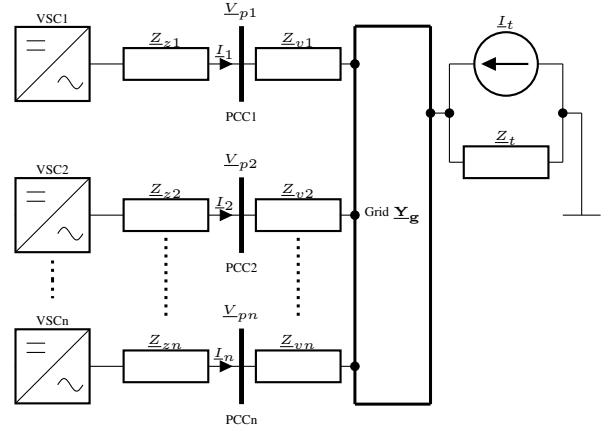 VSC1
Z_z1
I_1
V_p1
Z_v1
PCC1
I_t
Z_t
VSC2
Z_z2
I_2
V_p2
Z_v2
PCC2
Grid Y_g
VSCn
Z_zn
I_n
V_pn
Z_vn
PCCn